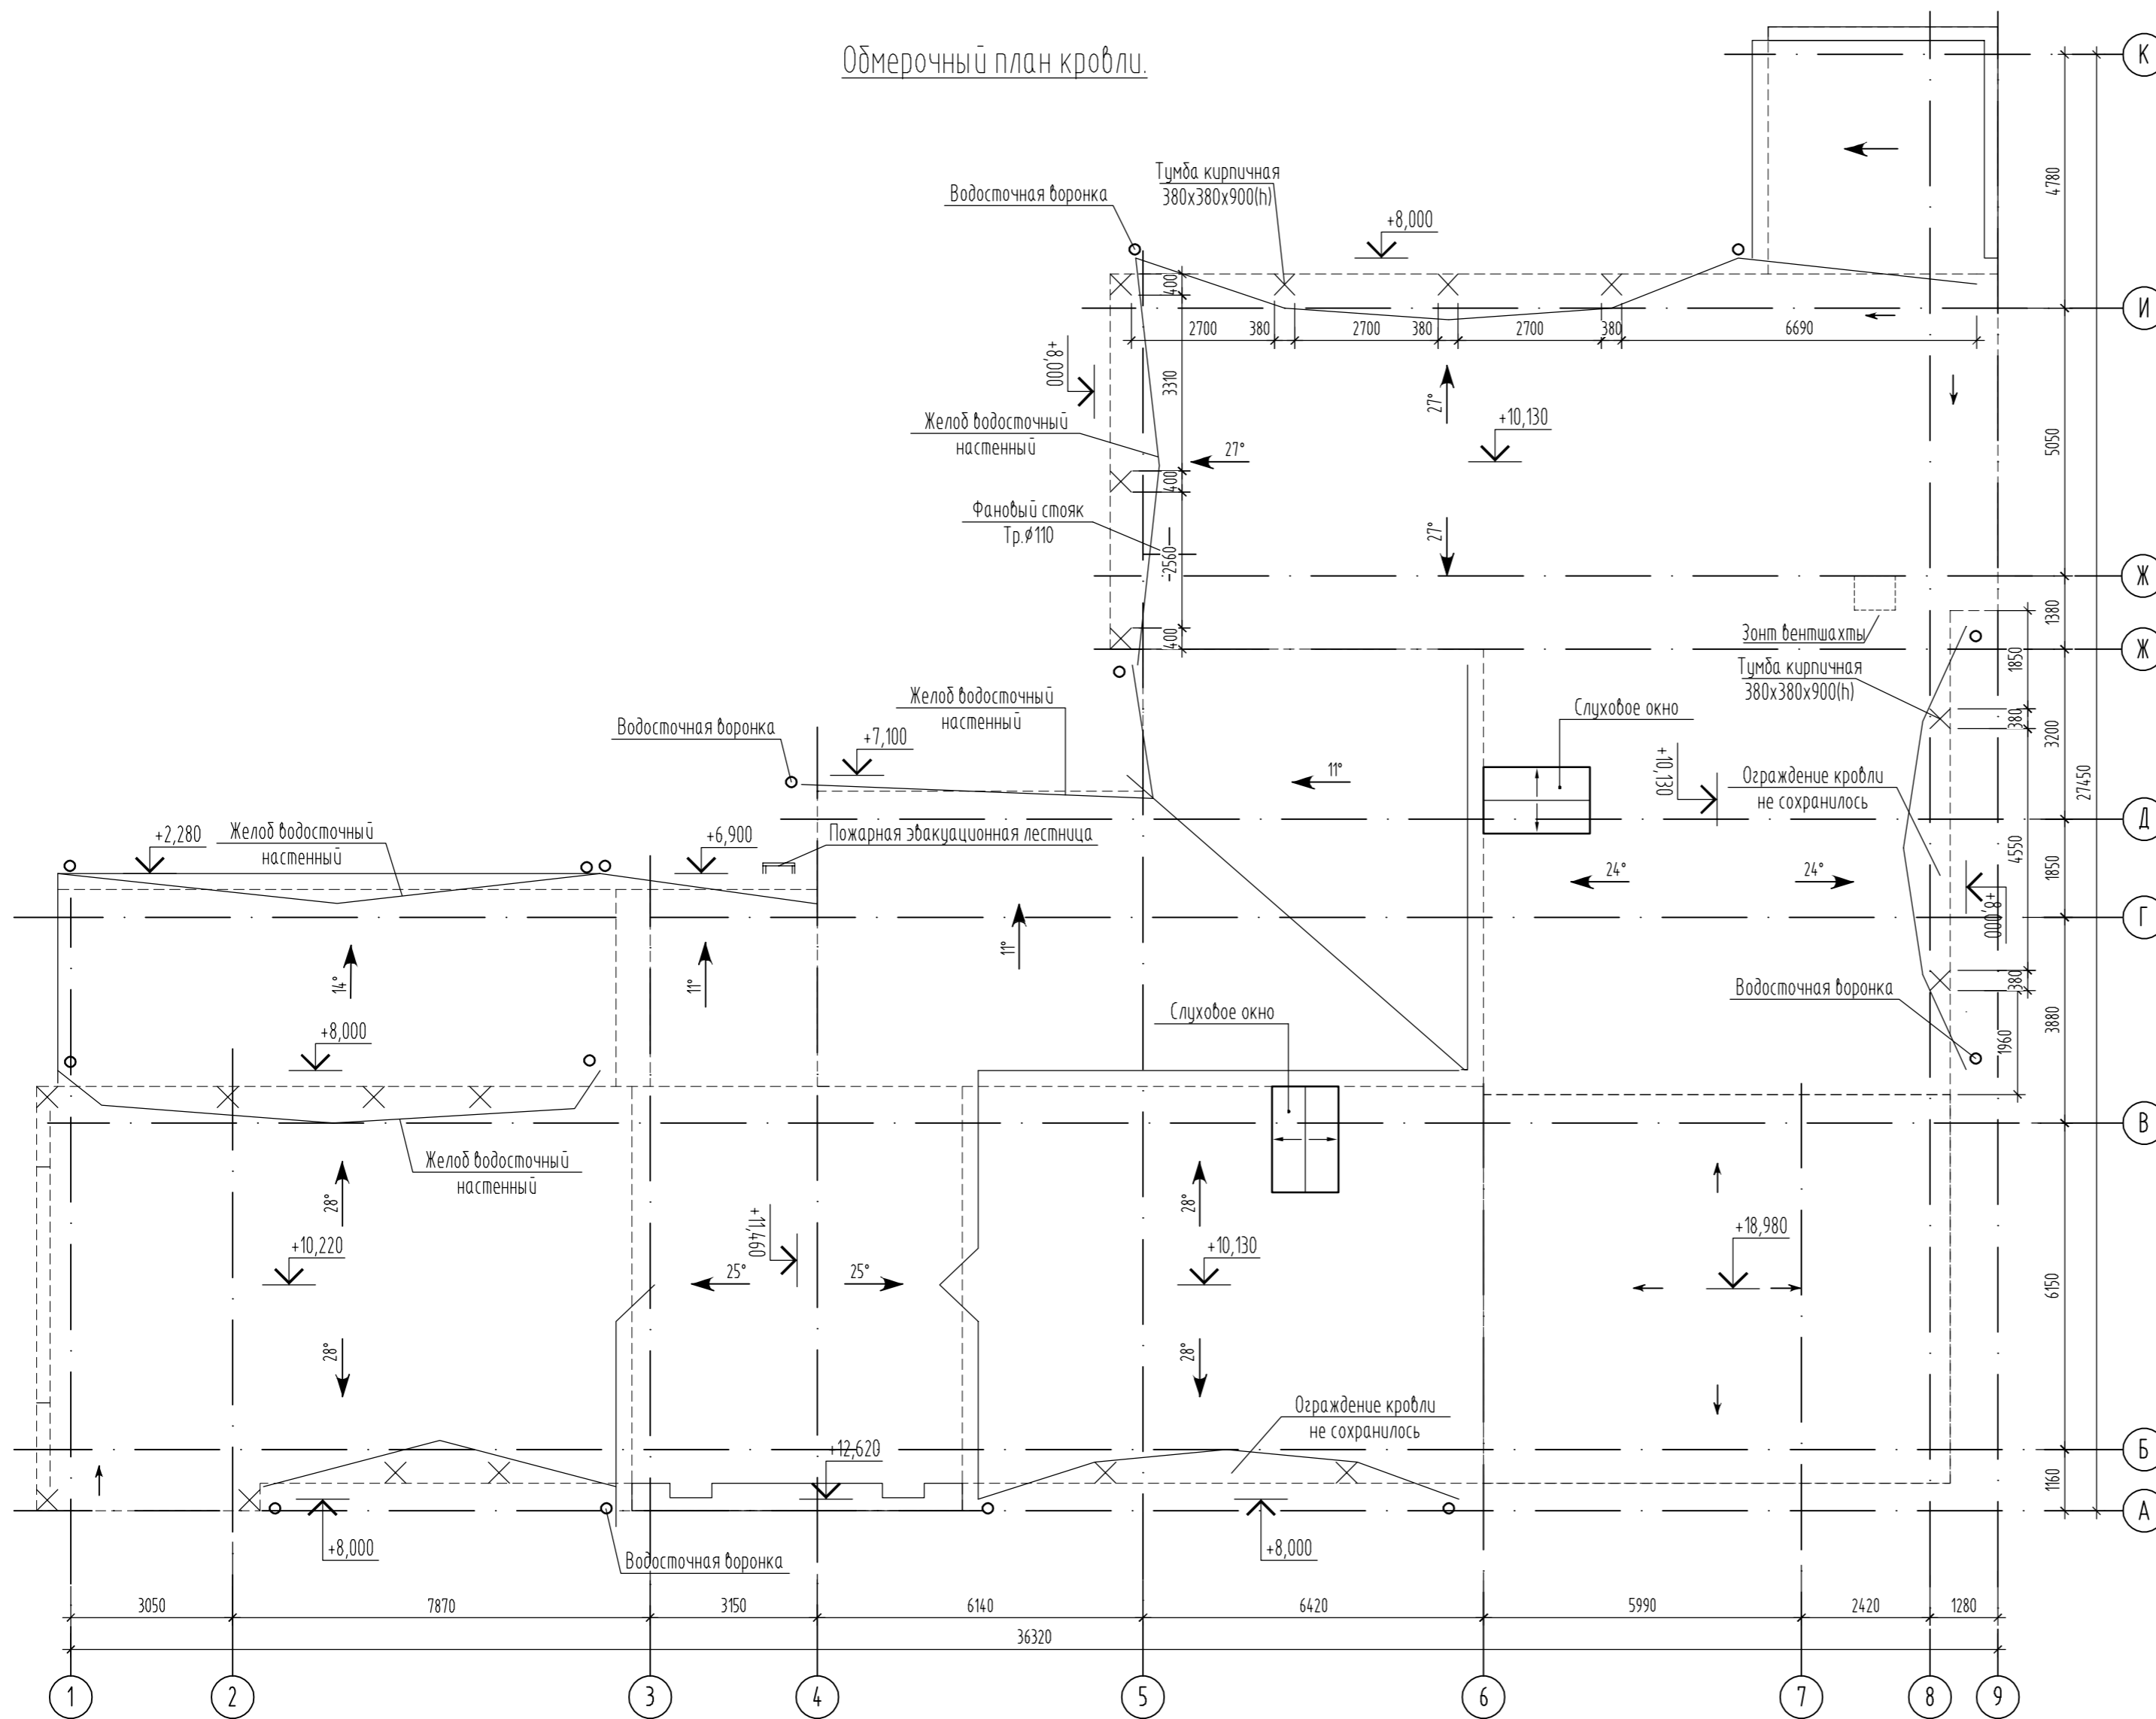 Обмерочный план кровли.
К
4780
Тумба кирпичная
380х380х900(h)
Водосточная воронка
+8,000
400
И
2700
380
2700
380
2700
380
6690
+8,000
3310
27°
+10,130
Желоб водосточный
настенный
27°
5050
400
Фановый стояк
Тр.∅110
27°
2560
Ж
1380
400
Зонт вентшахты
Ж
1850
Тумба кирпичная
380х380х900(h)
Желоб водосточный
настенный
Слуховое окно
Водосточная воронка
+7,100
380
3200
11°
+10,130
Ограждение кровли
не сохранилось
27450
Д
+2,280
Желоб водосточный
настенный
+6,900
Пожарная эвакуационная лестница
4550
1850
24°
24°
+8,000
Г
11°
14°
11°
380
Водосточная воронка
Слуховое окно
+8,000
3880
1960
В
Желоб водосточный
настенный
28°
28°
+11,460
+10,220
+10,130
+18,980
25°
25°
6150
28°
28°
Ограждение кровли
не сохранилось
+12,620
Б
1160
А
+8,000
+8,000
Водосточная воронка
3050
7870
3150
6140
6420
5990
2420
1280
36320
1
2
3
4
5
6
7
8
9